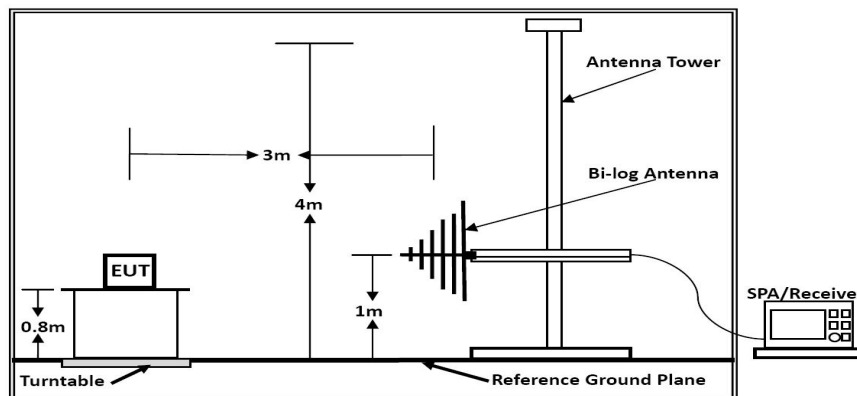 Antenna Tower
3m
Bi-log Antenna
4m
EUT
1m
SPA/Receive
0.8m
Turntable
Reference Ground Plane